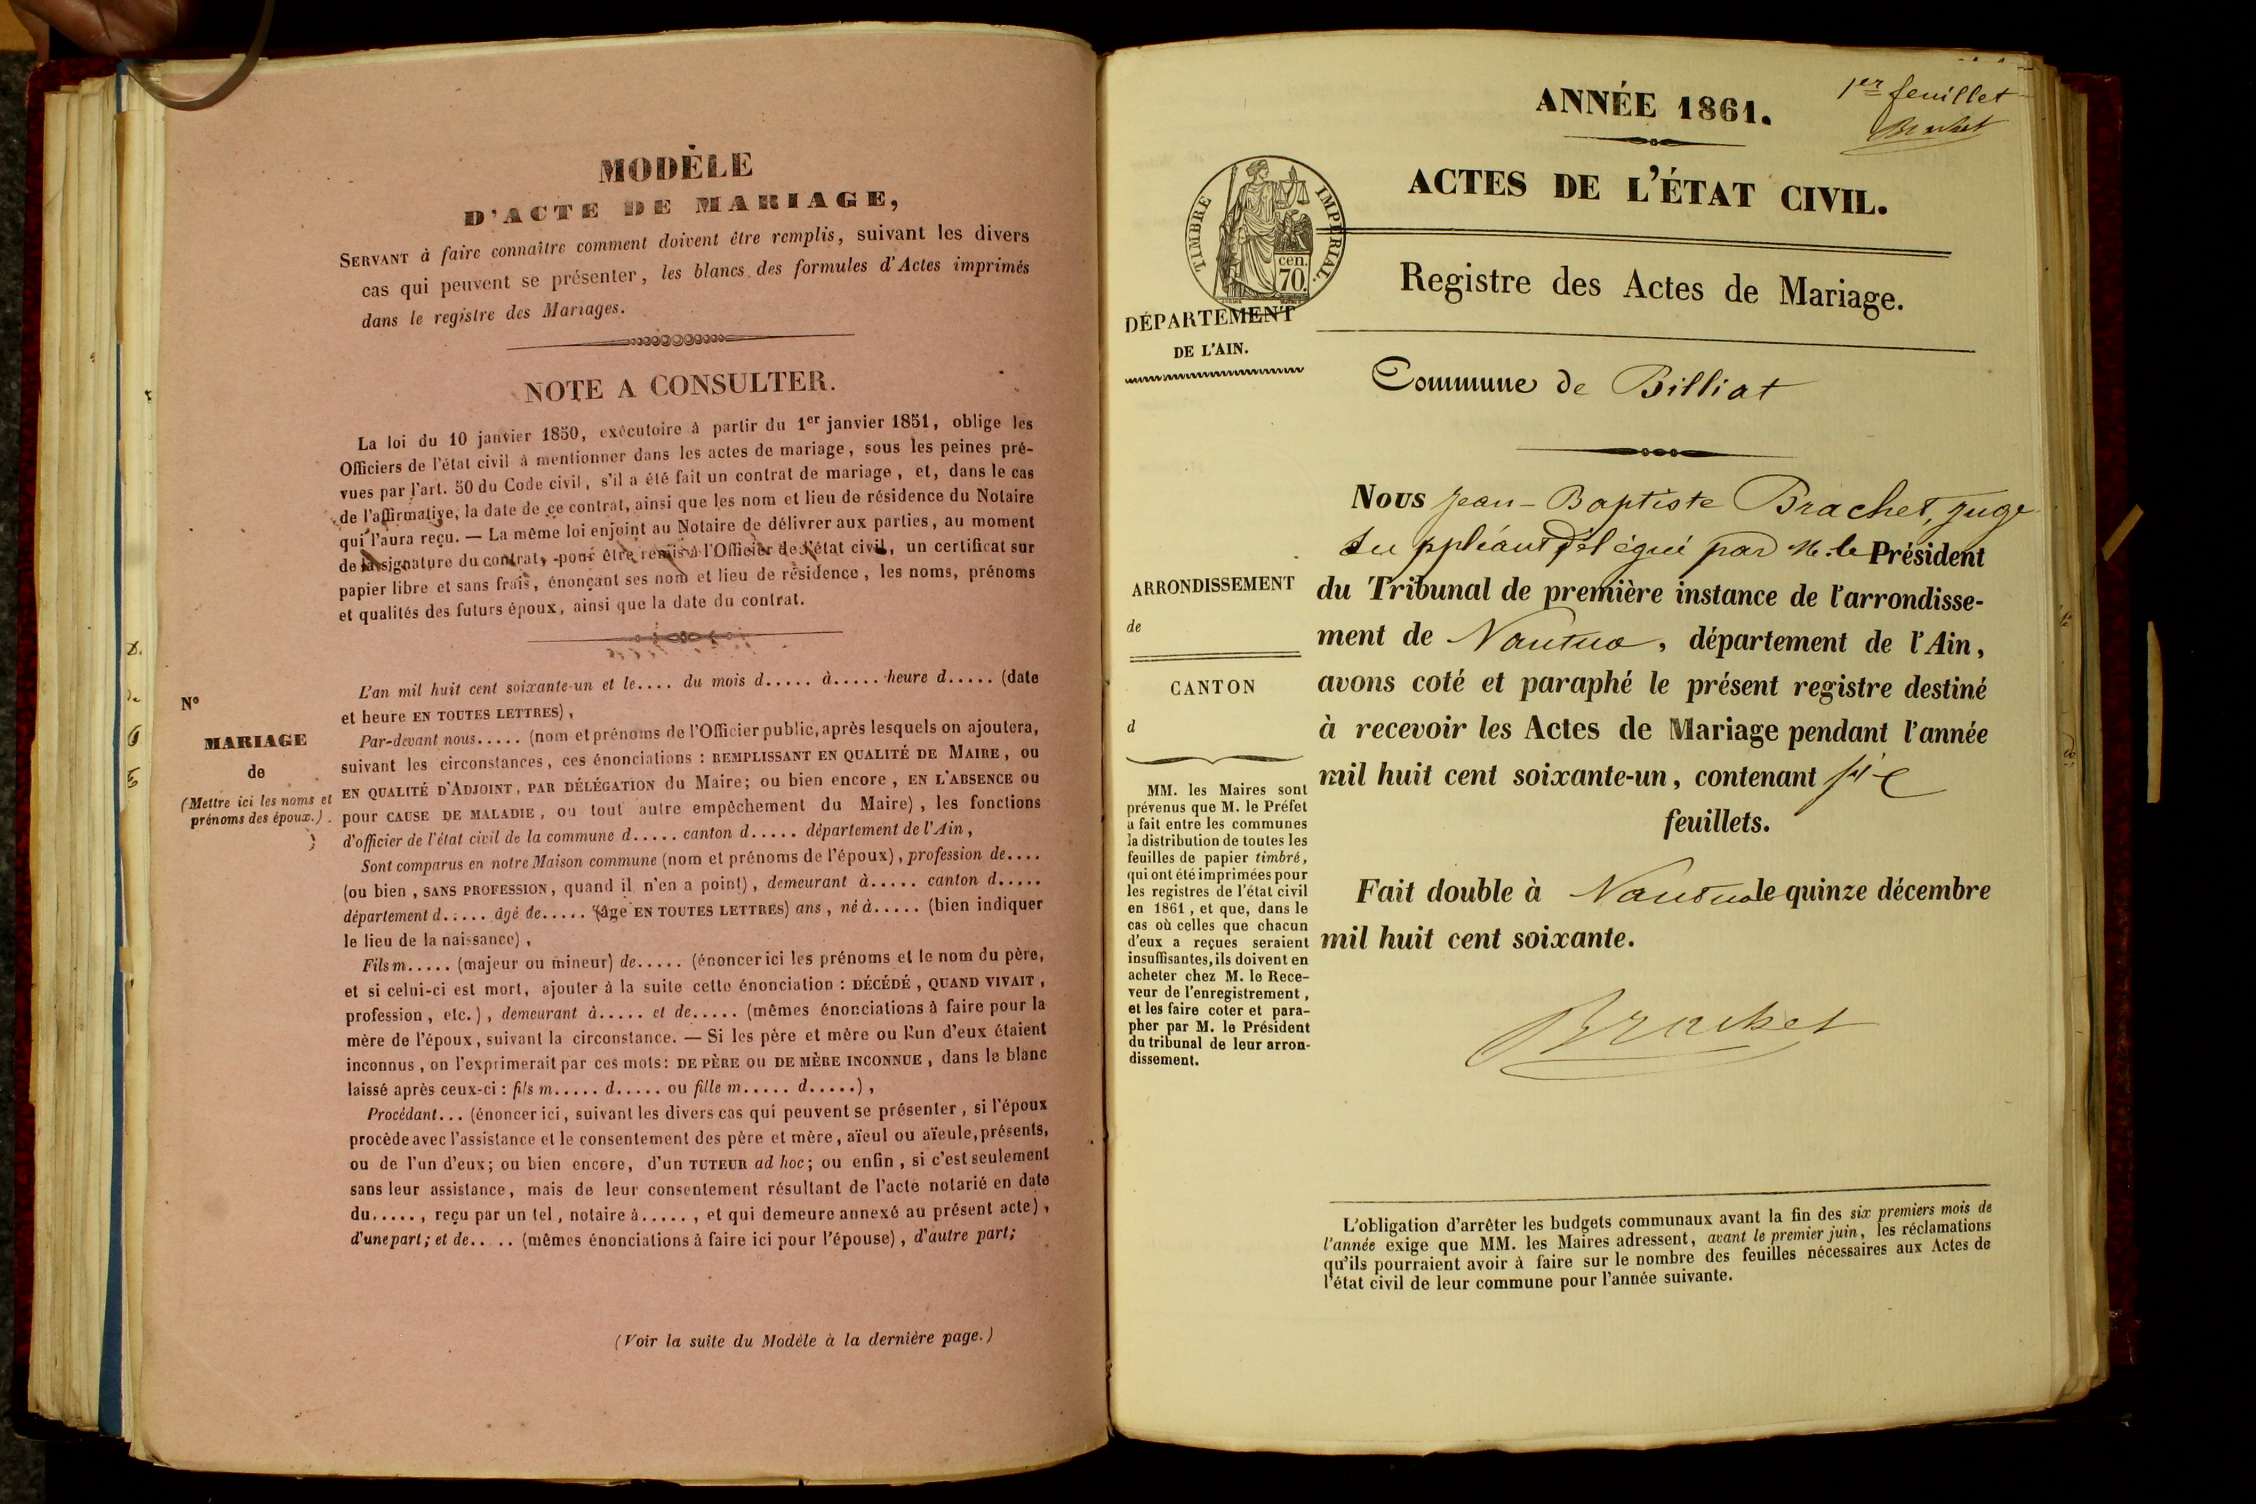 MODÈLE
D'ACTE DE MARIAGE,
SERVANT à faire connaître comment doivent être remplis, suivant les divers
cas qui peuvent se présenter, les blancs des formules d'Actes imprimés
dans le registre des Mariages.
NOTE A CONSULTER.
La loi du 10 janvier 1850, exécutoire à partir du 1er janvier 1851, oblige les
Officiers de l'état civil à mentionner dans les actes de mariage, sous les peines pré-
vues par l'art. 50 du Code civil, s'il a été fait un contrat de mariage, et, dans le cas
de l'affirmative, la date de ce contrat, ainsi que les nom et lieu de résidence du Notaire
qui l'aura reçu. — La même loi enjoint au Notaire de délivrer aux parties, au moment
de la signature du contrat, pour être remis à l'Officier de l'état civil, un certificat sur
papier libre et sans frais, énonçant ses nom et lieu de résidence, les noms, prénoms
et qualités des futurs époux, ainsi que la date du contrat.
No
MARIAGE
de
(Mettre ici les noms et
prénoms des époux.)
L'an mil huit cent soixante-un et le.... du mois d..... à..... heure d..... (date
et heure EN TOUTES LETTRES),
Par-devant nous..... (nom et prénoms de l'Officier public, après lesquels on ajoutera,
suivant les circonstances, ces énonciations : REMPLISSANT EN QUALITÉ DE MAIRE, ou
EN QUALITÉ D'ADJOINT, PAR DÉLÉGATION du Maire; ou bien encore, EN L'ABSENCE ou
pour CAUSE DE MALADIE, ou tout autre empêchement du Maire), les fonctions
d'officier de l'état civil de la commune d..... canton d..... département de l'Ain,
Sont comparus en notre Maison commune (nom et prénoms de l'époux), profession de....
(ou bien, SANS PROFESSION, quand il n'en a point), demeurant à..... canton d.....
département d..... âgé de..... (âge EN TOUTES LETTRES) ans, né à..... (bien indiquer
le lieu de la naissance),
Fils m..... (majeur ou mineur) de..... (énoncer ici les prénoms et le nom du père,
et si celui-ci est mort, ajouter à la suite cette énonciation : DÉCÉDÉ, QUAND VIVAIT,
profession, etc.), demeurant à..... et de..... (mêmes énonciations à faire pour la
mère de l'époux, suivant la circonstance. — Si les père et mère ou l'un d'eux étaient
inconnus, on l'exprimerait par ces mots: DE PÈRE OU DE MÈRE INCONNUE, dans le blanc
laissé après ceux-ci : fils m..... d..... ou fille m..... d.....),
Procédant... (énoncer ici, suivant les divers cas qui peuvent se présenter, si l'époux
procède avec l'assistance et le consentement des père et mère, aïeul ou aïeule, présents,
ou de l'un d'eux; ou bien encore, d'un TUTEUR ad hoc; ou enfin, si c'est seulement
sans leur assistance, mais de leur consentement résultant de l'acte notarié en date
du....., reçu par un tel, notaire à....., et qui demeure annexé au présent acte),
d'une part; et de..... (mêmes énonciations à faire ici pour l'épouse), d'autre part;
(Voir la suite du Modèle à la dernière page.)
1er feuillet
Brachet
ANNÉE 1861.
ACTES DE L'ÉTAT CIVIL.
TIMBRE IMPÉRIAL.
cen.
70.
DÉPARTEMENT
DE L'AIN.
Registre des Actes de Mariage.
Commune de Billiat
Nous Jean-Baptiste Brachet, juge
suppléant délégué par M. le Président
du Tribunal de première instance de l'arrondisse-
ment de Nantua, département de l'Ain,
avons coté et paraphé le présent registre destiné
à recevoir les Actes de Mariage pendant l'année
mil huit cent soixante-un, contenant
feuillets.
Fait double à Nantua le quinze décembre
mil huit cent soixante.
Brachet
ARRONDISSEMENT
de
CANTON
d
MM. les Maires sont
prévenus que M. le Préfet
a fait entre les communes
la distribution de toutes les
feuilles de papier timbré,
qui ont été imprimées pour
les registres de l'état civil
en 1861, et que, dans le
cas où celles que chacun
d'eux a reçues seraient
insuffisantes, ils doivent en
acheter chez M. le Rece-
veur de l'enregistrement,
et les faire coter et para-
pher par M. le Président
du tribunal de leur arron-
dissement.
L'obligation d'arrêter les budgets communaux avant la fin des six premiers mois de
l'année exige que MM. les Maires adressent, avant le premier juin, les réclamations
qu'ils pourraient avoir à faire sur le nombre des feuilles nécessaires aux Actes de
l'état civil de leur commune pour l'année suivante.